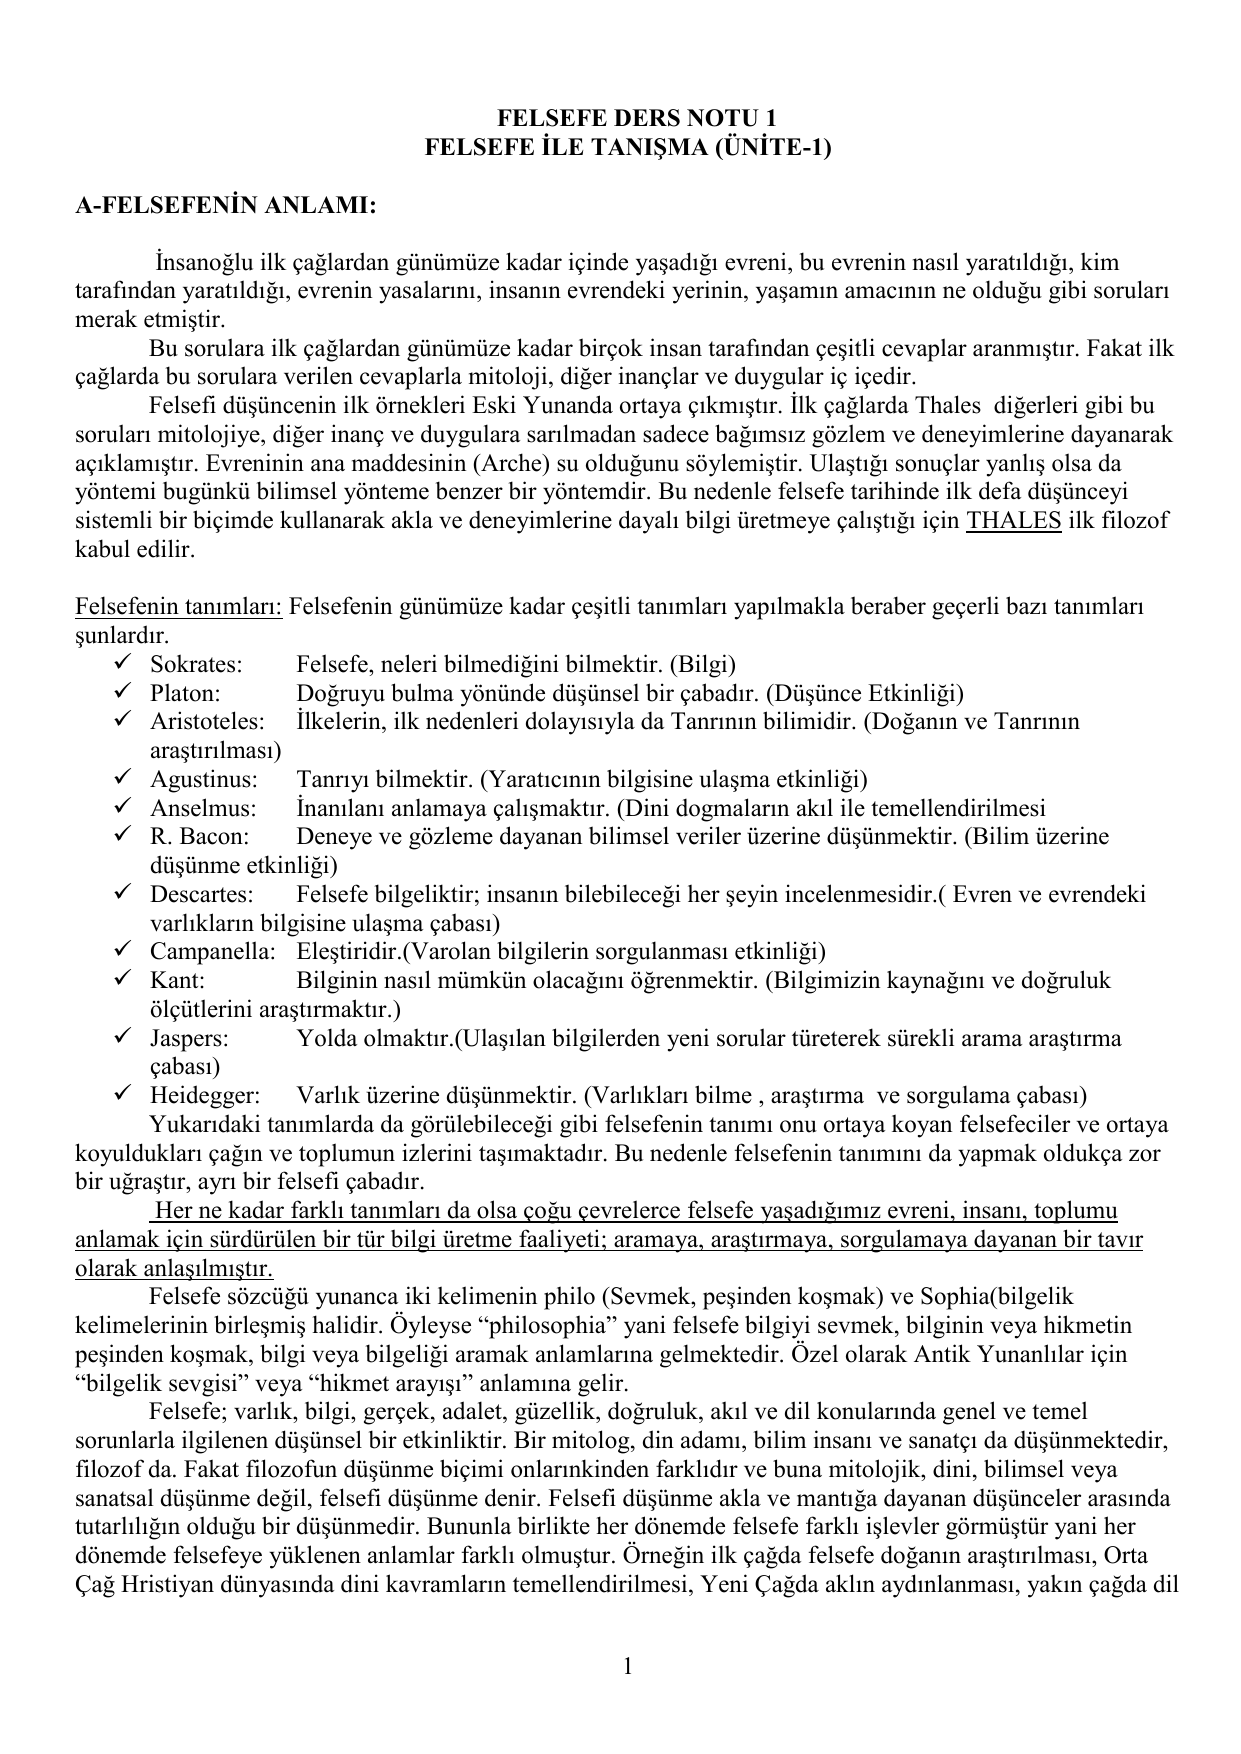 FELSEFE DERS NOTU 1
FELSEFE İLE TANIŞMA (ÜNİTE-1)
A-FELSEFENİN ANLAMI:
İnsanoğlu ilk çağlardan günümüze kadar içinde yaşadığı evreni, bu evrenin nasıl yaratıldığı, kim
tarafından yaratıldığı, evrenin yasalarını, insanın evrendeki yerinin, yaşamın amacının ne olduğu gibi soruları
merak etmiştir.
Bu sorulara ilk çağlardan günümüze kadar birçok insan tarafından çeşitli cevaplar aranmıştır. Fakat ilk
çağlarda bu sorulara verilen cevaplarla mitoloji, diğer inançlar ve duygular iç içedir.
Felsefi düşüncenin ilk örnekleri Eski Yunanda ortaya çıkmıştır. İlk çağlarda Thales  diğerleri gibi bu
soruları mitolojiye, diğer inanç ve duygulara sarılmadan sadece bağımsız gözlem ve deneyimlerine dayanarak
açıklamıştır. Evreninin ana maddesinin (Arche) su olduğunu söylemiştir. Ulaştığı sonuçlar yanlış olsa da
yöntemi bugünkü bilimsel yönteme benzer bir yöntemdir. Bu nedenle felsefe tarihinde ilk defa düşünceyi
sistemli bir biçimde kullanarak akla ve deneyimlerine dayalı bilgi üretmeye çalıştığı için THALES ilk filozof
kabul edilir.
Felsefenin tanımları: Felsefenin günümüze kadar çeşitli tanımları yapılmakla beraber geçerli bazı tanımları
şunlardır.
✓ Sokrates: Felsefe, neleri bilmediğini bilmektir. (Bilgi)
✓ Platon: Doğruyu bulma yönünde düşünsel bir çabadır. (Düşünce Etkinliği)
✓ Aristoteles: İlkelerin, ilk nedenleri dolayısıyla da Tanrının bilimidir. (Doğanın ve Tanrının
araştırılması)
✓ Agustinus: Tanrıyı bilmektir. (Yaratıcının bilgisine ulaşma etkinliği)
✓ Anselmus: İnanılanı anlamaya çalışmaktır. (Dini dogmaların akıl ile temellendirilmesi
✓ R. Bacon: Deneye ve gözleme dayanan bilimsel veriler üzerine düşünmektir. (Bilim üzerine
düşünme etkinliği)
✓ Descartes: Felsefe bilgeliktir; insanın bilebileceği her şeyin incelenmesidir.( Evren ve evrendeki
varlıkların bilgisine ulaşma çabası)
✓ Campanella: Eleştiridir.(Varolan bilgilerin sorgulanması etkinliği)
✓ Kant: Bilginin nasıl mümkün olacağını öğrenmektir. (Bilgimizin kaynağını ve doğruluk
ölçütlerini araştırmaktır.)
✓ Jaspers: Yolda olmaktır.(Ulaşılan bilgilerden yeni sorular türeterek sürekli arama araştırma
çabası)
✓ Heidegger: Varlık üzerine düşünmektir. (Varlıkları bilme , araştırma  ve sorgulama çabası)
Yukarıdaki tanımlarda da görülebileceği gibi felsefenin tanımı onu ortaya koyan felsefeciler ve ortaya
koyuldukları çağın ve toplumun izlerini taşımaktadır. Bu nedenle felsefenin tanımını da yapmak oldukça zor
bir uğraştır, ayrı bir felsefi çabadır.
Her ne kadar farklı tanımları da olsa çoğu çevrelerce felsefe yaşadığımız evreni, insanı, toplumu
anlamak için sürdürülen bir tür bilgi üretme faaliyeti; aramaya, araştırmaya, sorgulamaya dayanan bir tavır
olarak anlaşılmıştır.
Felsefe sözcüğü yunanca iki kelimenin philo (Sevmek, peşinden koşmak) ve Sophia(bilgelik
kelimelerinin birleşmiş halidir. Öyleyse “philosophia” yani felsefe bilgiyi sevmek, bilginin veya hikmetin
peşinden koşmak, bilgi veya bilgeliği aramak anlamlarına gelmektedir. Özel olarak Antik Yunanlılar için
“bilgelik sevgisi” veya “hikmet arayışı” anlamına gelir.
Felsefe; varlık, bilgi, gerçek, adalet, güzellik, doğruluk, akıl ve dil konularında genel ve temel
sorunlarla ilgilenen düşünsel bir etkinliktir. Bir mitolog, din adamı, bilim insanı ve sanatçı da düşünmektedir,
filozof da. Fakat filozofun düşünme biçimi onlarınkinden farklıdır ve buna mitolojik, dini, bilimsel veya
sanatsal düşünme değil, felsefi düşünme denir. Felsefi düşünme akla ve mantığa dayanan düşünceler arasında
tutarlılığın olduğu bir düşünmedir. Bununla birlikte her dönemde felsefe farklı işlevler görmüştür yani her
dönemde felsefeye yüklenen anlamlar farklı olmuştur. Örneğin ilk çağda felsefe doğanın araştırılması, Orta
Çağ Hristiyan dünyasında dini kavramların temellendirilmesi, Yeni Çağda aklın aydınlanması, yakın çağda dil
1